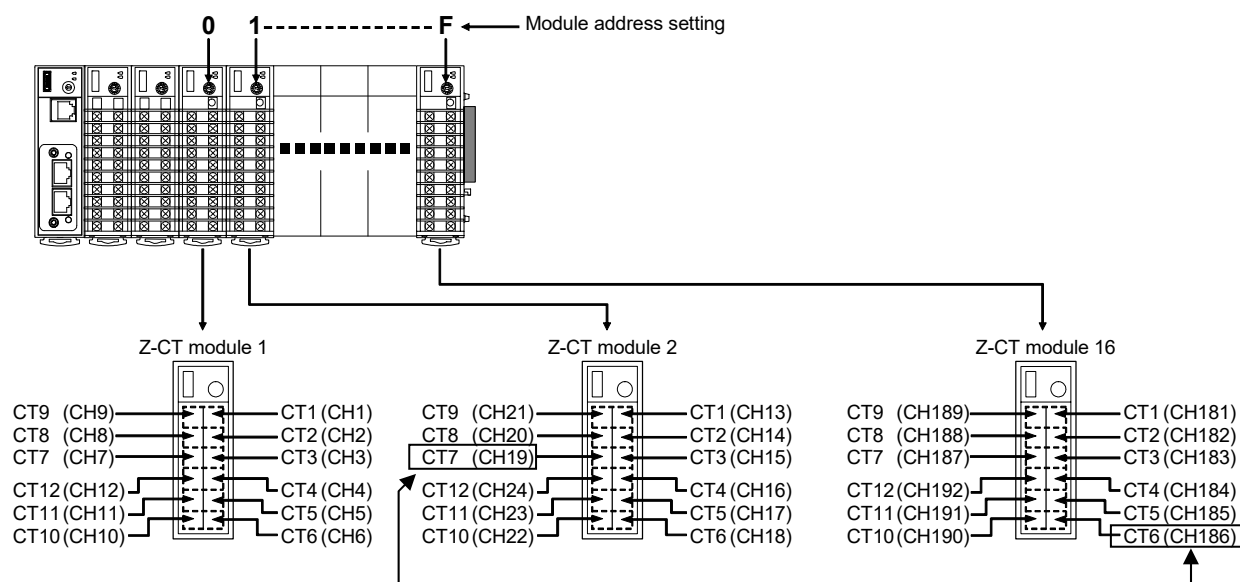 0 1 F Module address setting
Z-CT module 1 Z-CT module 2 Z-CT module 16
CT9 (CH9) CT1 (CH1) CT9 (CH21) CT1 (CH13) CT9 (CH189) CT1 (CH181)
CT8 (CH8) CT2 (CH2) CT8 (CH20) CT2 (CH14) CT8 (CH188) CT2 (CH182)
CT7 (CH7) CT3 (CH3) CT7 (CH19) CT3 (CH15) CT7 (CH187) CT3 (CH183)
CT12 (CH12) CT4 (CH4) CT12 (CH24) CT4 (CH16) CT12 (CH192) CT4 (CH184)
CT11 (CH11) CT5 (CH5) CT11 (CH23) CT5 (CH17) CT11 (CH191) CT5 (CH185)
CT10 (CH10) CT6 (CH6) CT10 (CH22) CT6 (CH18) CT10 (CH190) CT6 (CH186)